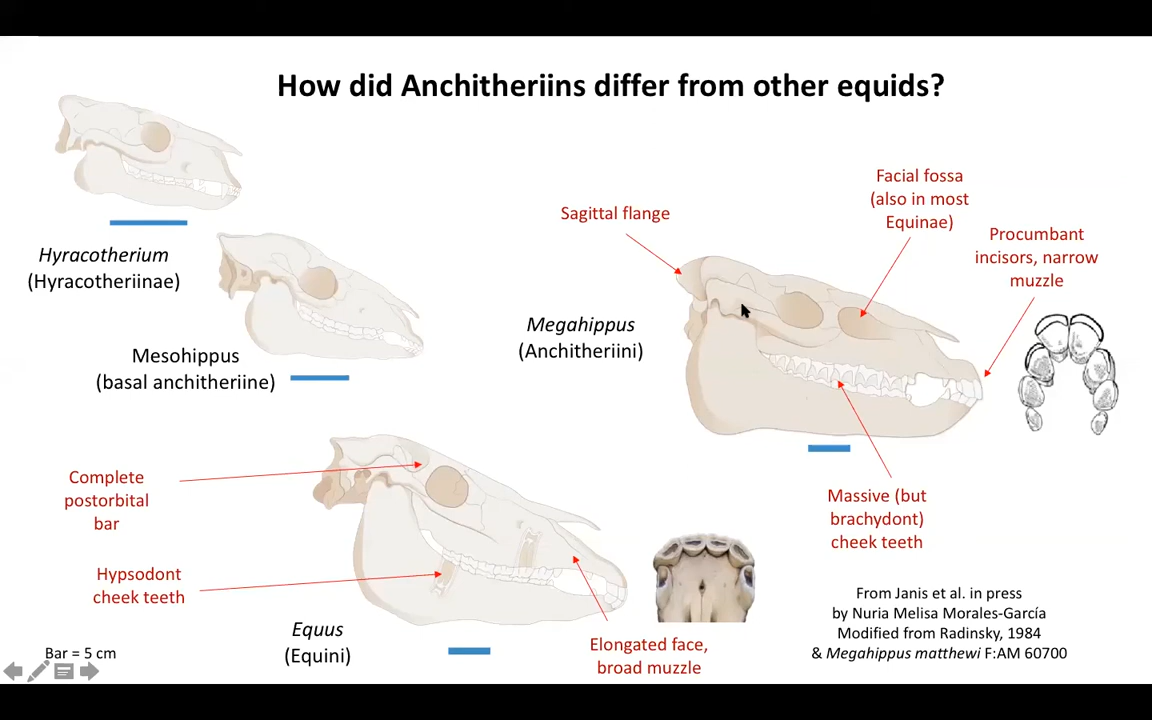 How did Anchitheriins differ from other equids?
Hyracotherium
(Hyracotheriinae)
Mesohippus
(basal anchitheriine)
Sagittal flange
Facial fossa
(also in most
Equinae)
Procumbant
incisors, narrow
muzzle
Megahippus
(Anchitheriini)
Massive (but
brachydont)
cheek teeth
Complete
postorbital
bar
Hypsodont
cheek teeth
Equus
(Equini)
Elongated face,
broad muzzle
Bar = 5 cm
From Janis et al. in press
by Nuria Melisa Morales-García
Modified from Radinsky, 1984
& Megahippus matthewi F:AM 60700